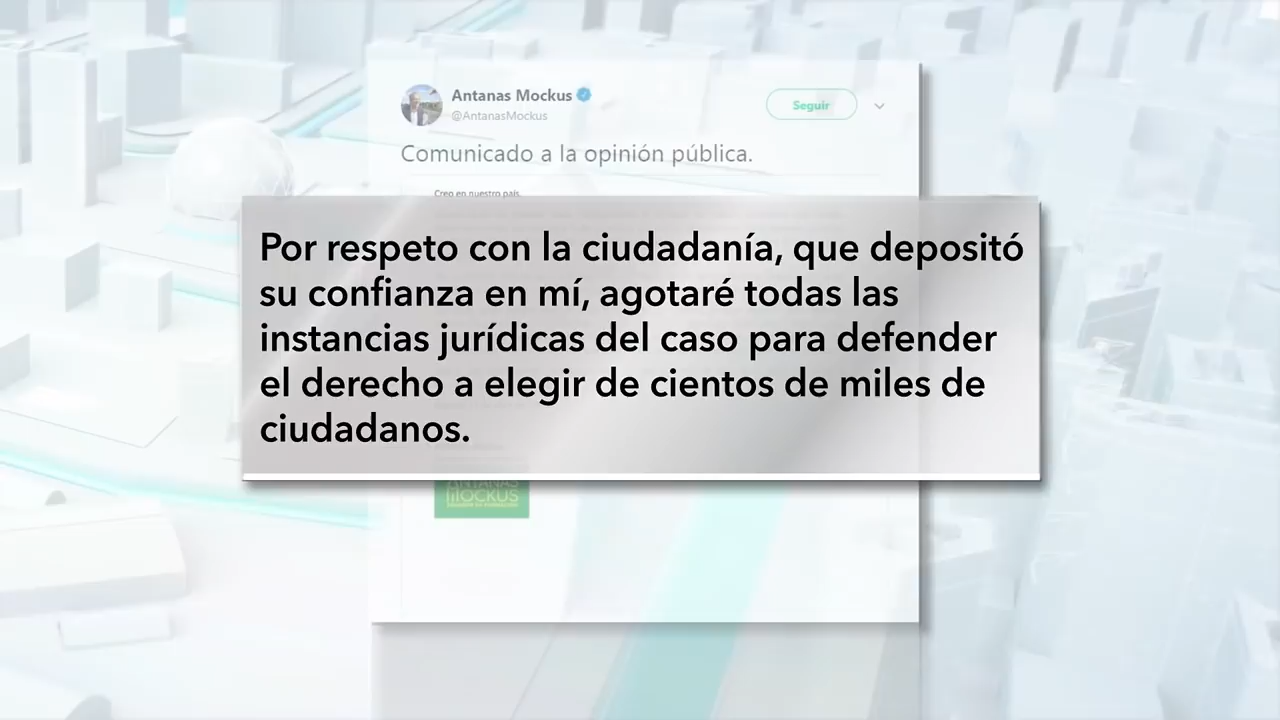 Antanas Mockus
@AntanasMockus
Seguir
Comunicado a la opinión pública.
Creo en nuestro país.
Por respeto con la ciudadanía, que depositó
su confianza en mí, agotaré todas las
instancias jurídicas del caso para defender
el derecho a elegir de cientos de miles de
ciudadanos.
ANTANAS
MOCKUS